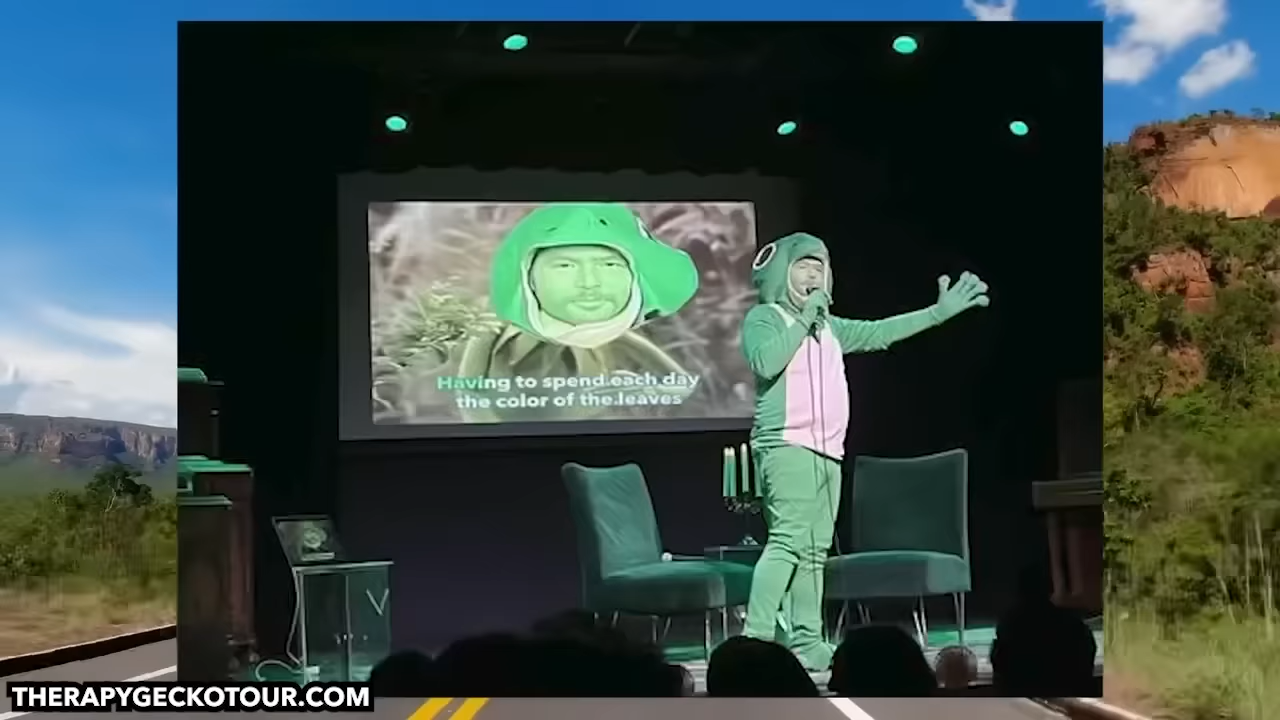 Having to spend each day
the color of the leaves
THERAPYGECKOTOUR.COM